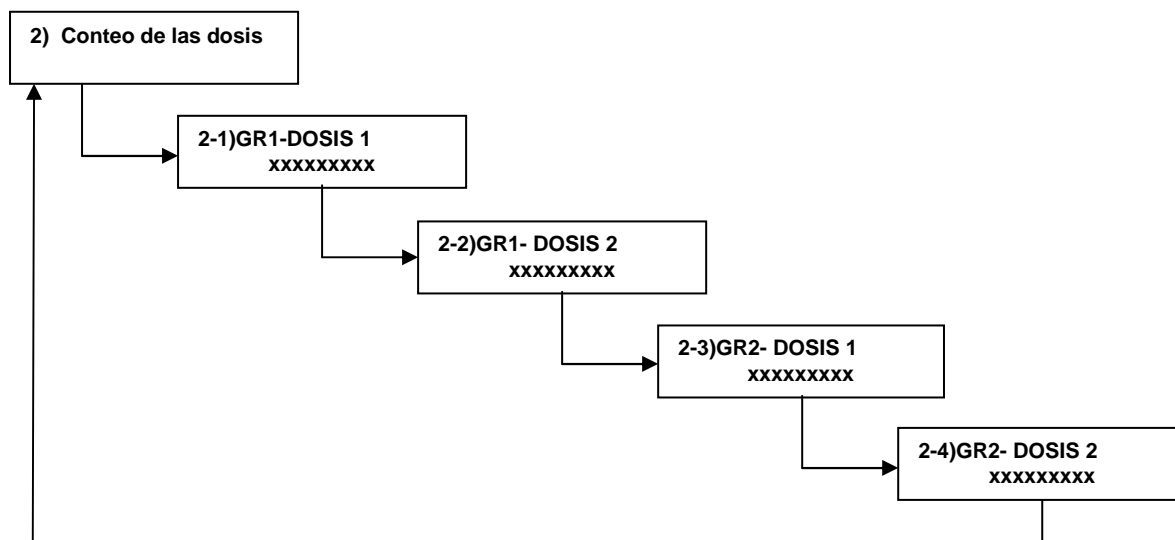 2) Conteo de las dosis
2-1)GR1-DOSIS 1
xxxxxxxxx
2-2)GR1- DOSIS 2
xxxxxxxxx
2-3)GR2- DOSIS 1
xxxxxxxxx
2-4)GR2- DOSIS 2
xxxxxxxxx